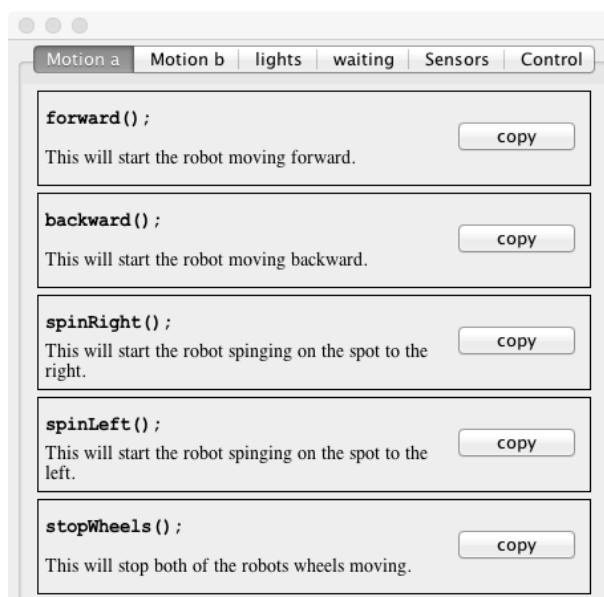 Motion a Motion b lights waiting Sensors Control
forward();
copy
This will start the robot moving forward.
backward();
copy
This will start the robot moving backward.
spinRight();
copy
This will start the robot spinging on the spot to the
right.
spinLeft();
copy
This will start the robot spinging on the spot to the
left.
stopWheels();
copy
This will stop both of the robots wheels moving.